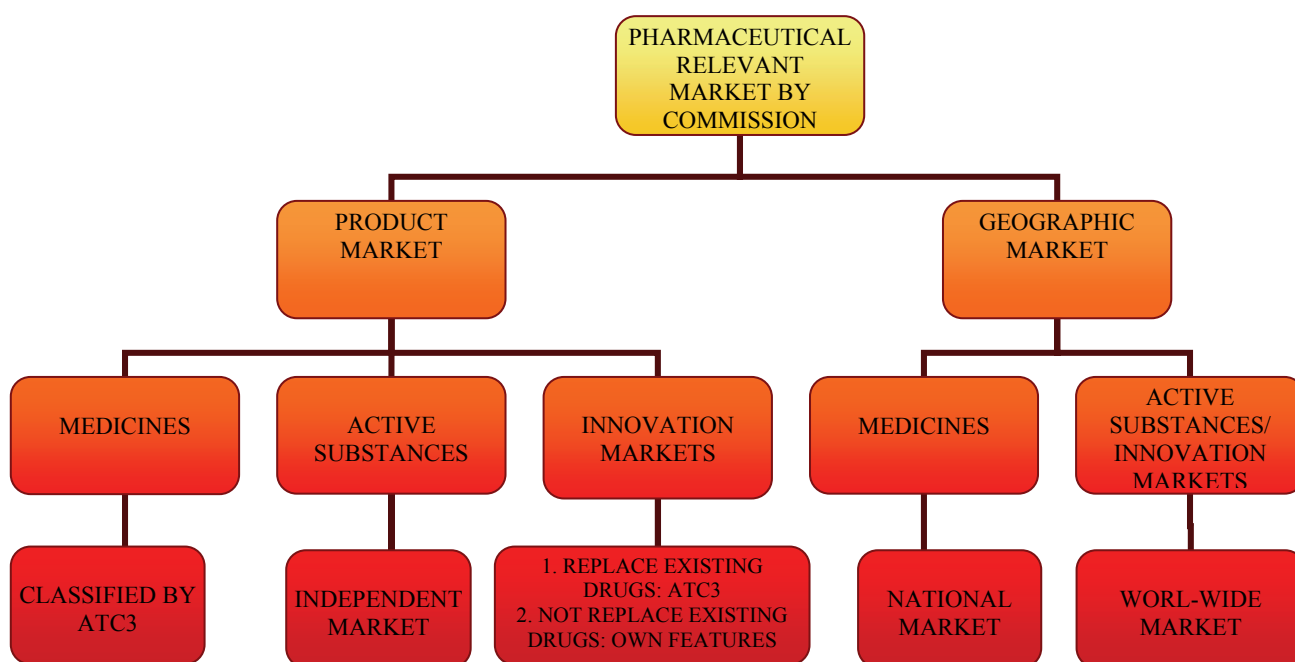 PHARMACEUTICAL
RELEVANT
MARKET BY
COMMISSION
PRODUCT
MARKET
GEOGRAPHIC
MARKET
MEDICINES
ACTIVE
SUBSTANCES
INNOVATION
MARKETS
MEDICINES
ACTIVE
SUBSTANCES/
INNOVATION
MARKETS
CLASSIFIED BY
ATC3
INDEPENDENT
MARKET
1. REPLACE EXISTING
DRUGS: ATC3
2. NOT REPLACE EXISTING
DRUGS: OWN FEATURES
NATIONAL
MARKET
WORL-WIDE
MARKET